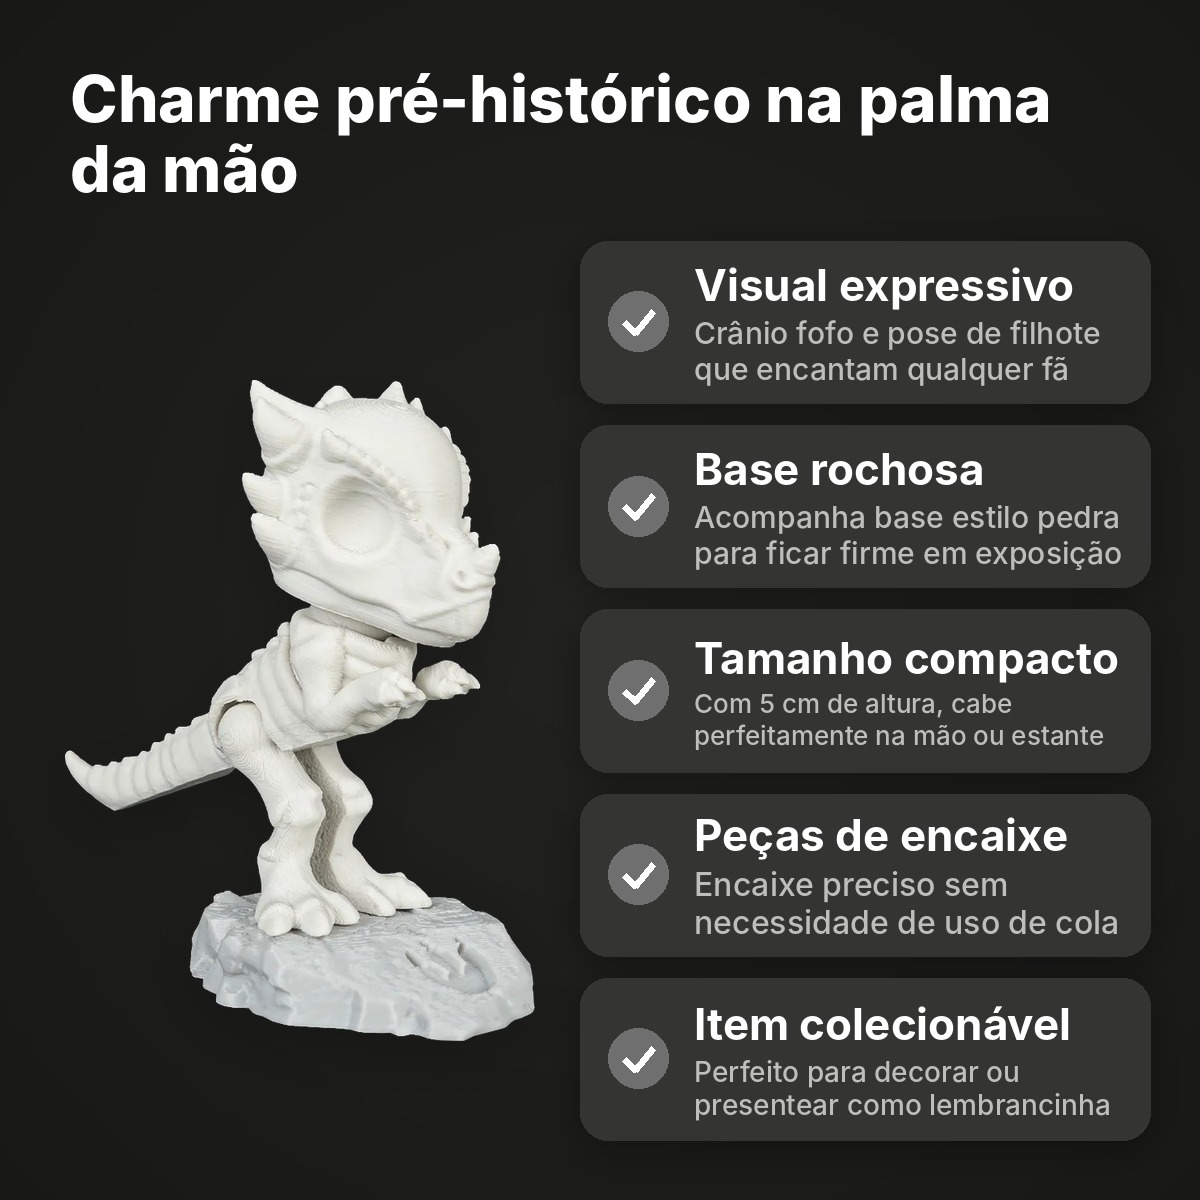 Charme pré-histórico na palma
da mão
Visual expressivo
Crânio fofo e pose de filhote
que encantam qualquer fã
Base rochosa
Acompanha base estilo pedra
para ficar firme em exposição
Tamanho compacto
Com 5 cm de altura, cabe
perfeitamente na mão ou estante
Peças de encaixe
Encaixe preciso sem
necessidade de uso de cola
Item colecionável
Perfeito para decorar ou
presentear como lembrancinha